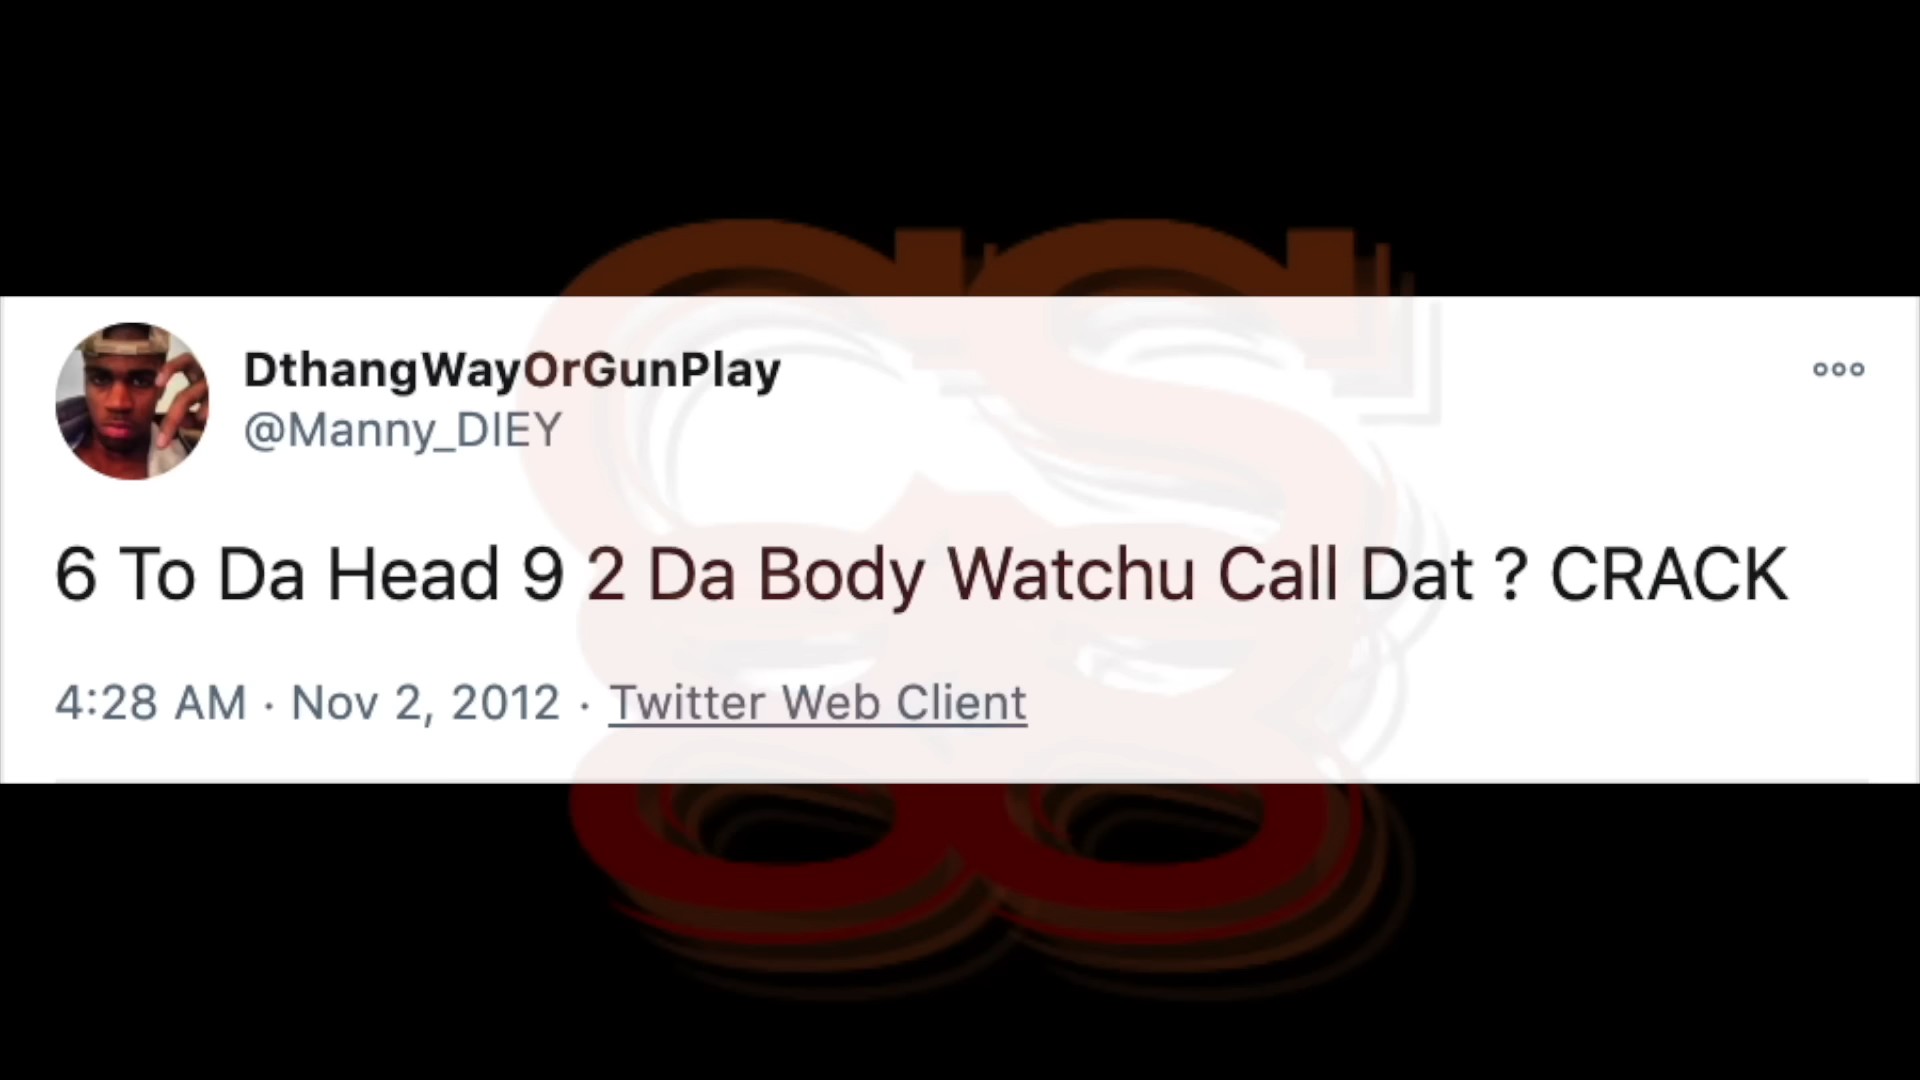 DthangWayOrGunPlay
@Manny_DIEY
6 To Da Head 9 2 Da Body Watchu Call Dat ? CRACK
4:28 AM · Nov 2, 2012 · Twitter Web Client